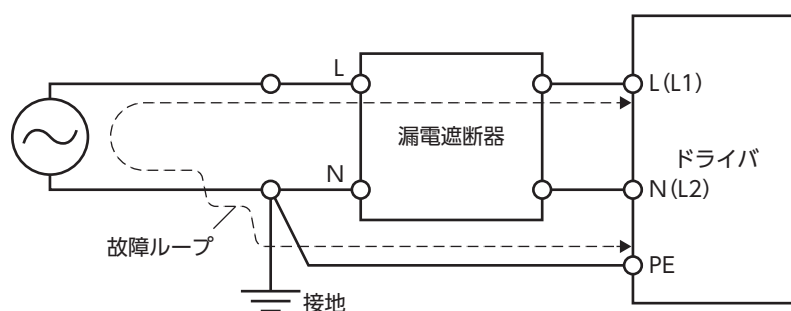 L
L(L1)
漏電遮断器
ドライバ
N
N(L2)
故障ループ
PE
接地